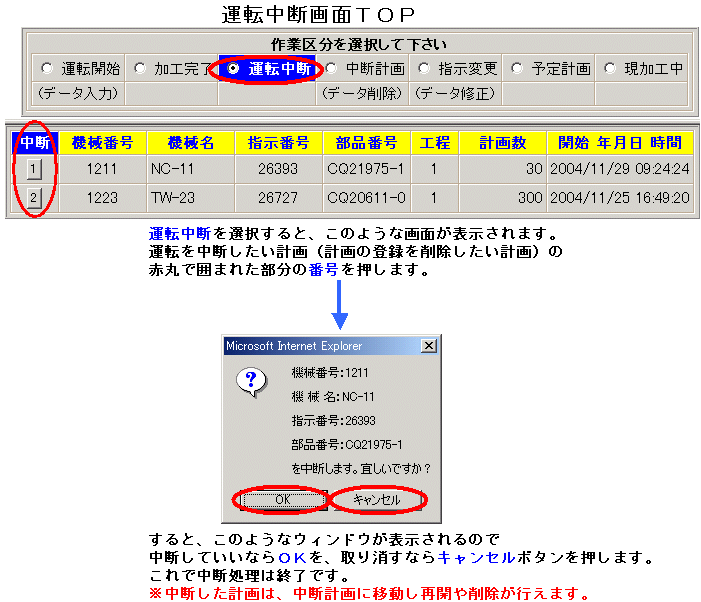 運転中断画面ＴＯＰ
作業区分を選択して下さい
運転開始 加工完了 運転中断 中断計画 指示変更 予定計画 現加工中
(データ入力) (データ削除) (データ修正)
中断 機械番号 機械名 指示番号 部品番号 工程 計画数 開始 年月日 時間
1 1211 NC-11 26393 CQ21975-1 1 30 2004/11/29 09:24:24
2 1223 TW-23 26727 CQ20611-0 1 300 2004/11/25 16:49:20
運転中断を選択すると、このような画面が表示されます。
運転を中断したい計画（計画の登録を削除したい計画）の
赤丸で囲まれた部分の番号を押します。
Microsoft Internet Explorer
機械番号:1211
機 械 名:NC-11
指示番号:26393
部品番号:CQ21975-1
を中断します。宜しいですか？
OK キャンセル
すると、このようなウィンドウが表示されるので
中断していいならＯＫを、取り消すならキャンセルボタンを押します。
これで中断処理は終了です。
※中断した計画は、中断計画に移動し再開や削除が行えます。